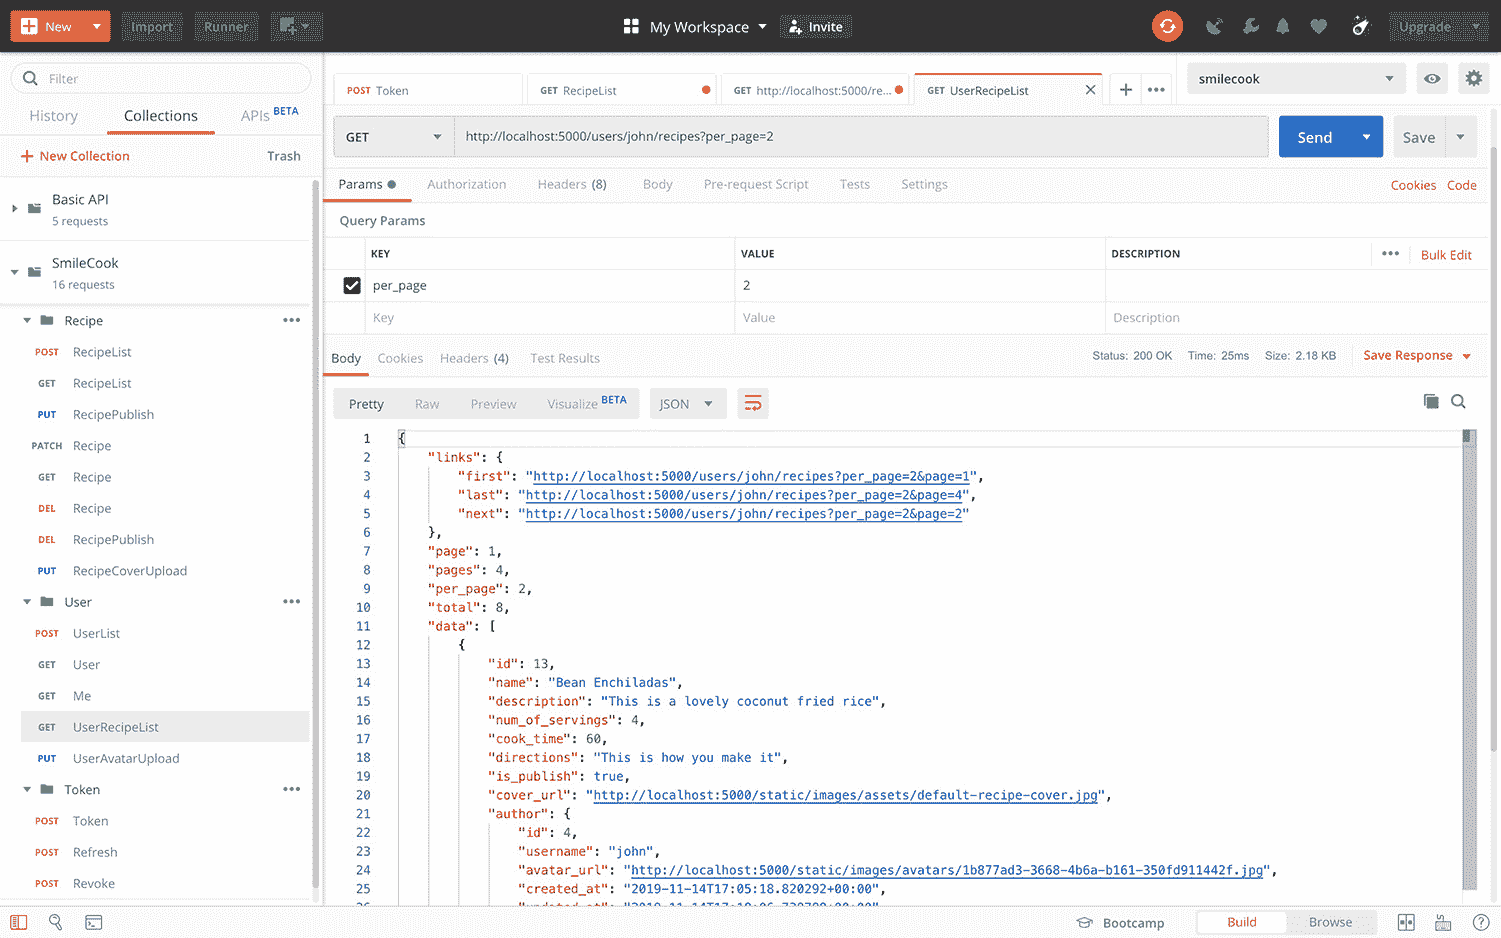 New Import Runner My Workspace Invite Upgrade
Filter
History Collections APIs BETA
New Collection Trash
Basic API
5 requests
SmileCook
16 requests
Recipe
POST RecipeList
GET RecipeList
PUT RecipePublish
PATCH Recipe
GET Recipe
DEL Recipe
DEL RecipePublish
PUT RecipeCoverUpload
User
POST UserList
GET User
GET Me
GET UserRecipeList
PUT UserAvatarUpload
Token
POST Token
POST Refresh
POST Revoke
POST Token GET RecipeList GET http://localhost:5000/re... GET UserRecipeList smilecook
GET http://localhost:5000/users/john/recipes?per_page=2 Send Save
Params Authorization Headers (8) Body Pre-request Script Tests Settings Cookies Code
Query Params
KEY VALUE DESCRIPTION ••• Bulk Edit
per_page 2
Key Value Description
Body Cookies Headers (4) Test Results Status: 200 OK Time: 25ms Size: 2.18 KB Save Response
Pretty Raw Preview Visualize BETA JSON
1 {
2 "links": {
3 "first": "http://localhost:5000/users/john/recipes?per_page=2&page=1",
4 "last": "http://localhost:5000/users/john/recipes?per_page=2&page=4",
5 "next": "http://localhost:5000/users/john/recipes?per_page=2&page=2"
6 },
7 "page": 1,
8 "pages": 4,
9 "per_page": 2,
10 "total": 8,
11 "data": [
12 {
13 "id": 13,
14 "name": "Bean Enchiladas",
15 "description": "This is a lovely coconut fried rice",
16 "num_of_servings": 4,
17 "cook_time": 60,
18 "directions": "This is how you make it",
19 "is_publish": true,
20 "cover_url": "http://localhost:5000/static/images/assets/default-recipe-cover.jpg",
21 "author": {
22 "id": 4,
23 "username": "john",
24 "avatar_url": "http://localhost:5000/static/images/avatars/1b877ad3-3668-4b6a-b161-350fd911442f.jpg",
25 "created_at": "2019-11-14T17:05:18.820292+00:00",
Bootcamp Build Browse